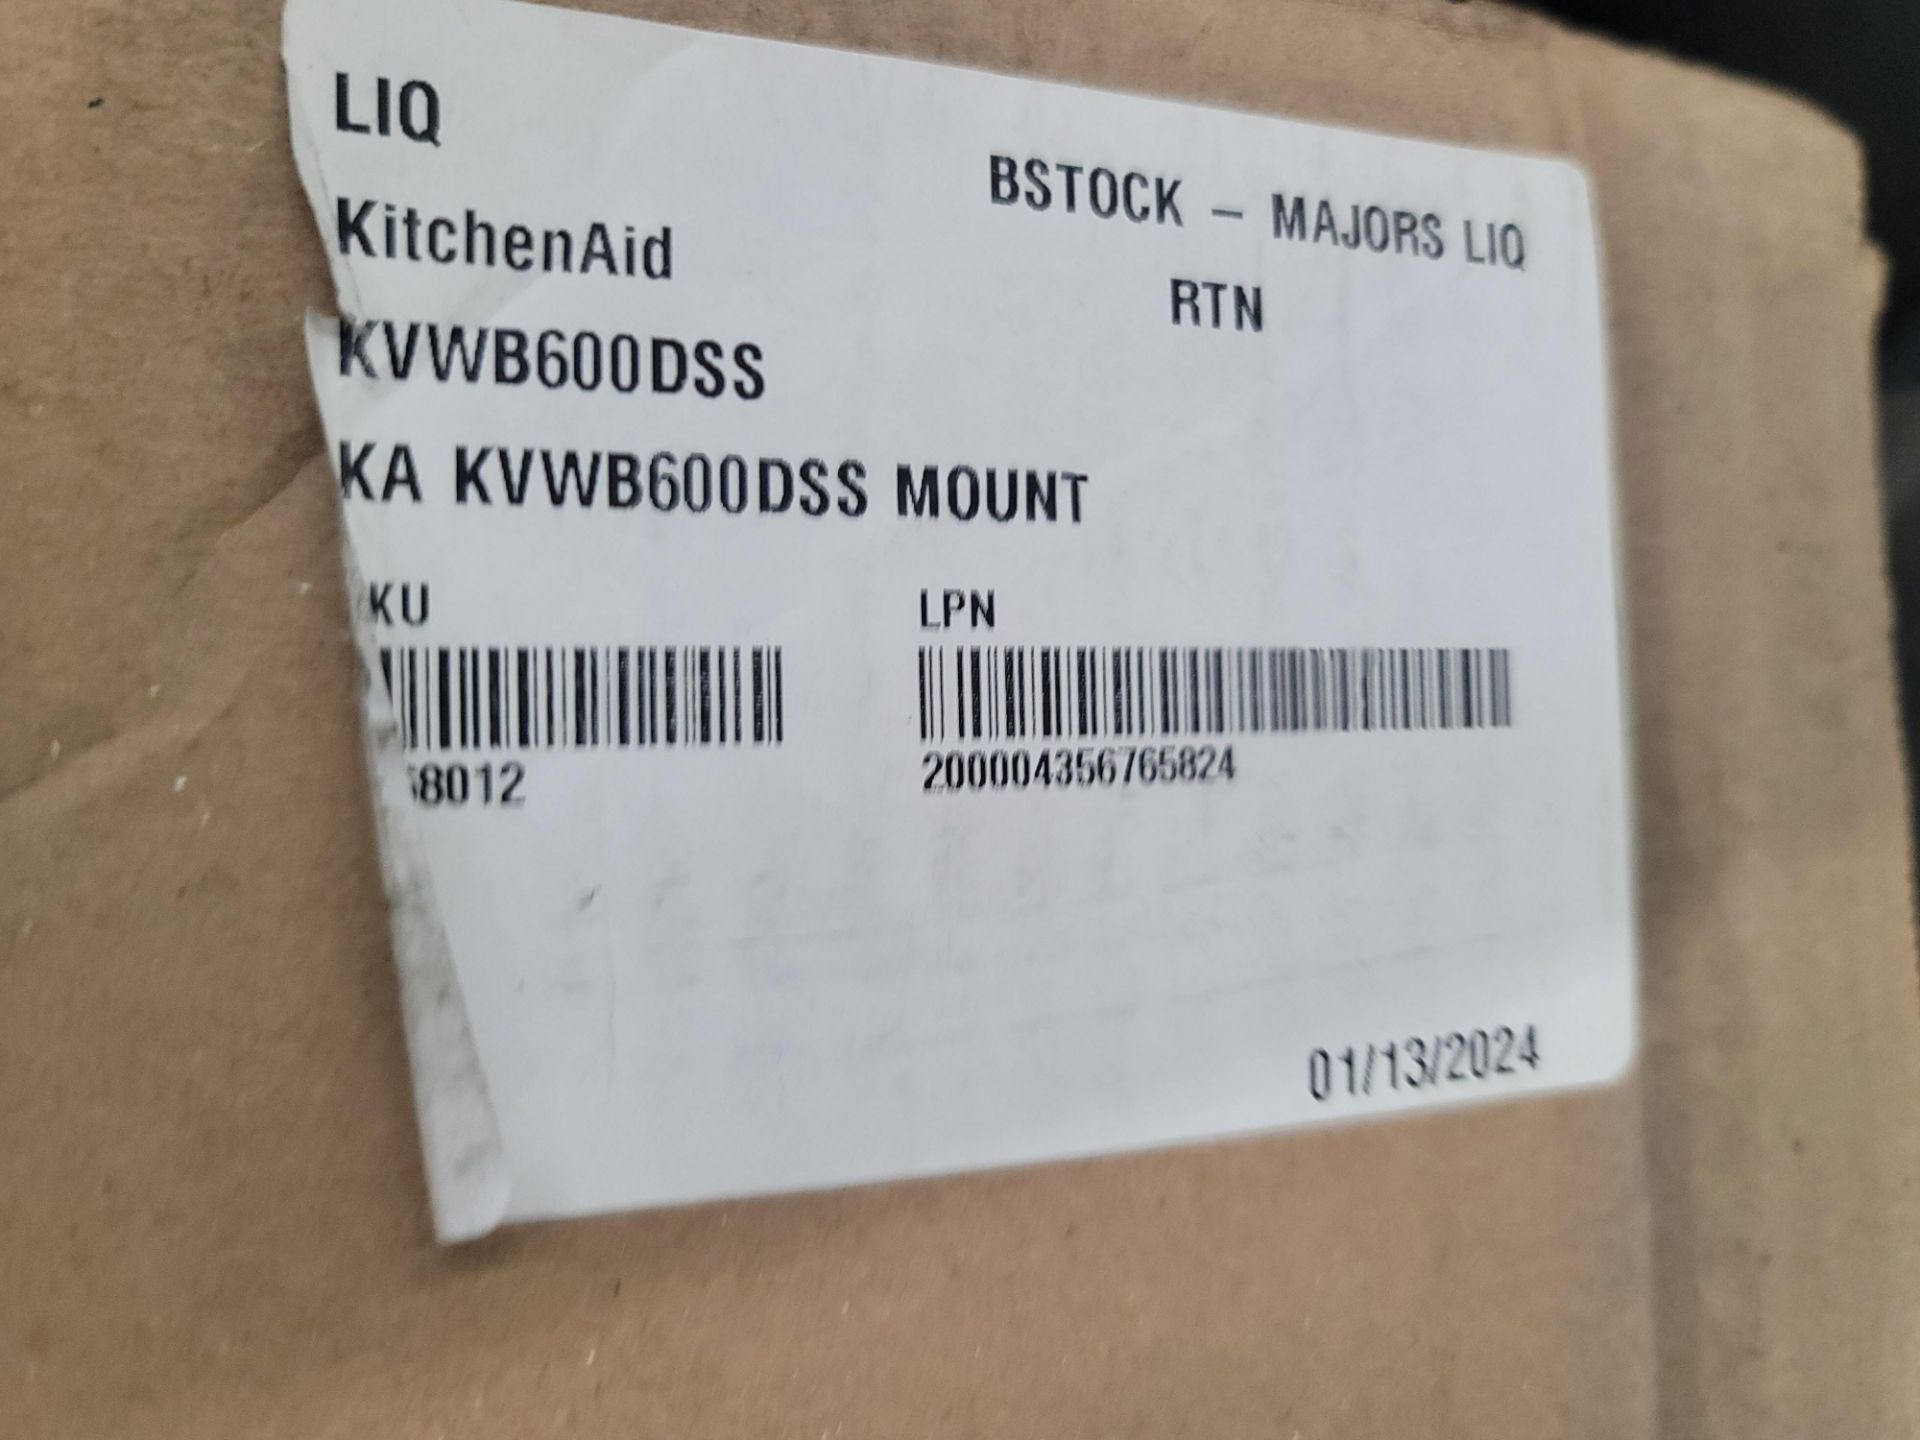 LIQ
BSTOCK - MAJORS LIQ
RTN
KitchenAid
KVWB600DSS
KA KVWB600DSS MOUNT
KU
LPN
8012
200004356765824
01/13/2024